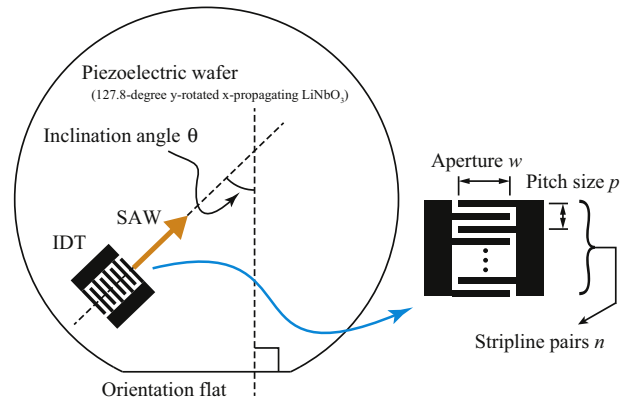 Piezoelectric wafer
(127.8-degree y-rotated x-propagating LiNbO₃)
Inclination angle θ
SAW
IDT
Orientation flat
Aperture w
Pitch size p
Stripline pairs n